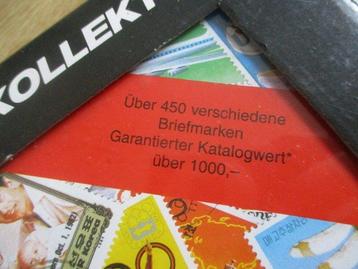 KOLLEKT
Über 450 verschiedene
Briefmarken
Garantierter Katalogwert*
über 1000,–